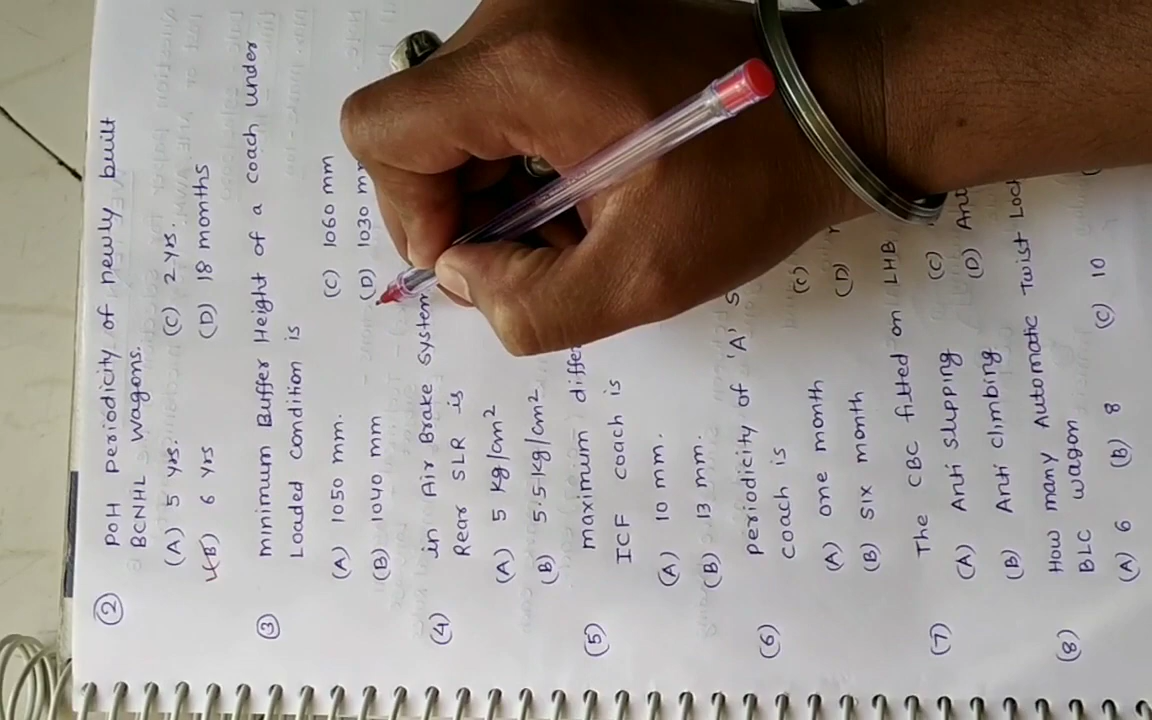 ② POH periodicity of newly built
BCNHL wagons.
(A) 5 yrs. (C) 2 yrs.
(B) 6 yrs (D) 18 months
③ minimum Buffer Height of a coach under
Loaded condition is
(A) 1050 mm. (C) 1060 mm
(B) 1040 mm (D) 1030 m
(4) in Air Brake System
Rear SLR is
(A) 5 kg/cm²
(B) 5.5 kg/cm²
(5) maximum differ
ICF coach is
(A) 10 mm.
(B) 13 mm.
(6) periodicity of 'A' S
coach is
(A) one month (C)
(B) six month (D)
(7) The CBC fitted on LHB
(A) Anti slipping (C)
(B) Anti climbing (D) Anti
(8) How many Automatic Twist Lock
BLC wagon
(A) 6 (B) 8 (C) 10